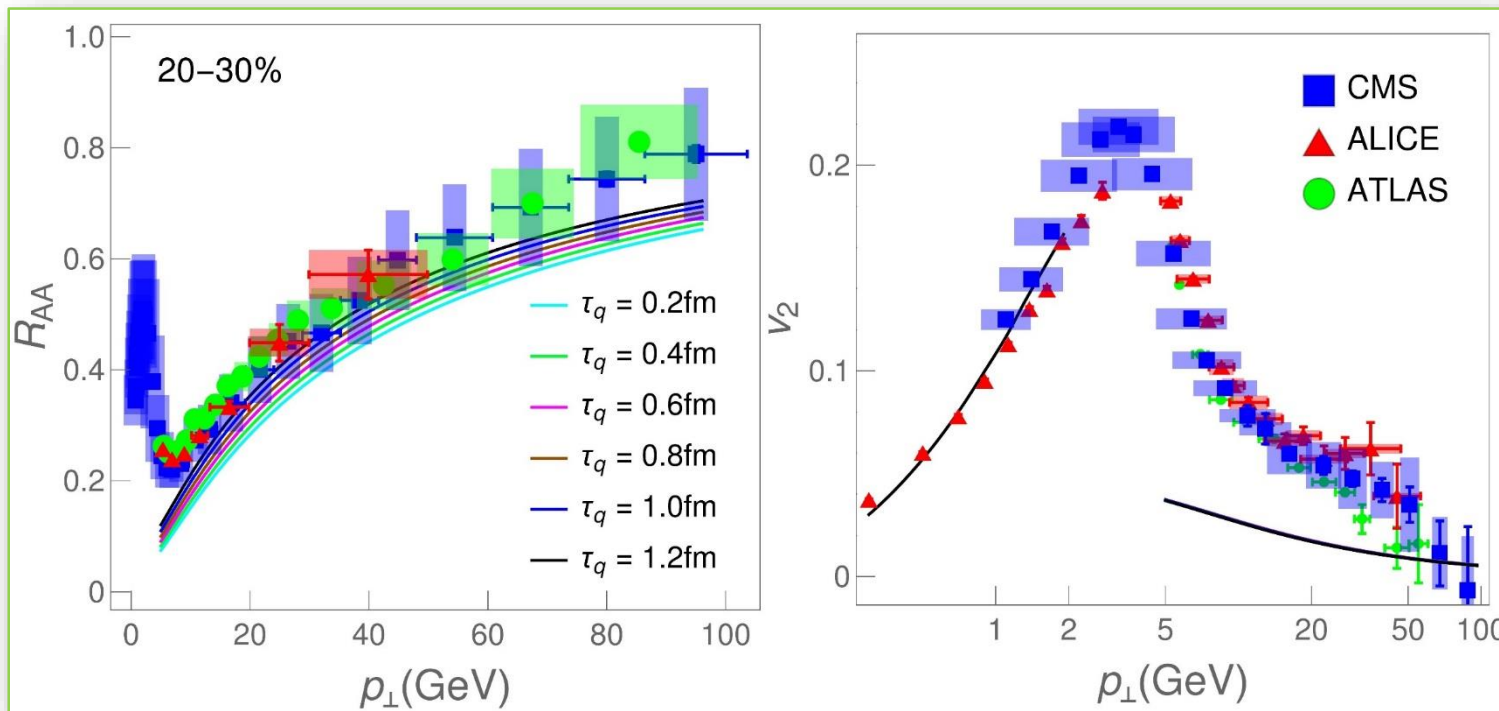 1.0
20−30%
0.8
0.6
0.4
0.2
0
R_AA
τ_q = 0.2fm
τ_q = 0.4fm
τ_q = 0.6fm
τ_q = 0.8fm
τ_q = 1.0fm
τ_q = 1.2fm
0 20 40 60 80 100
p⊥(GeV)
CMS
ALICE
ATLAS
0.2
0.1
0
v_2
1 2 5 10 20 50 100
p⊥(GeV)